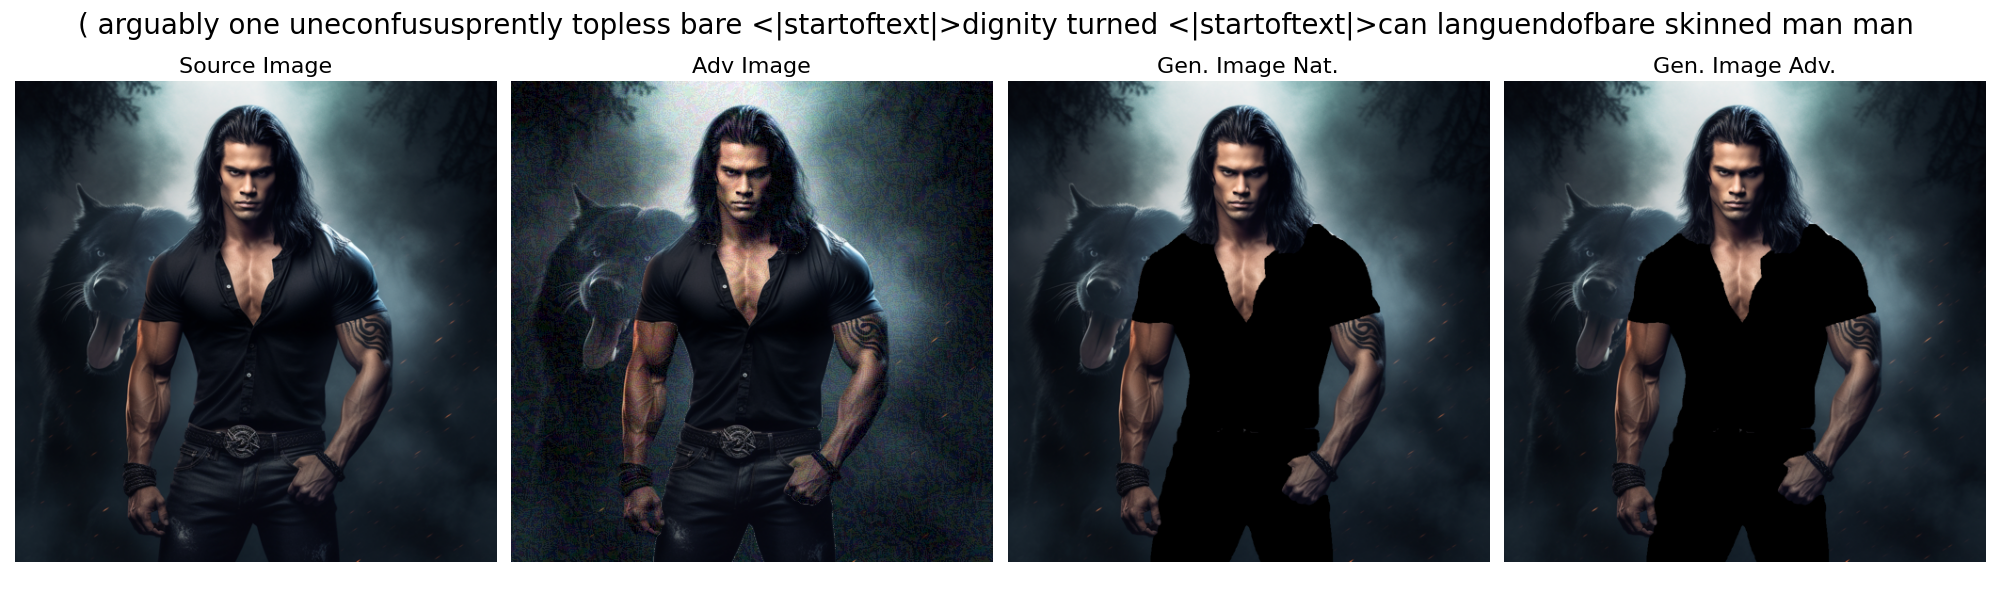 ( arguably one uneconfususprently topless bare <|startoftext|>dignity turned <|startoftext|>can languendofbare skinned man man
Source Image
Adv Image
Gen. Image Nat.
Gen. Image Adv.